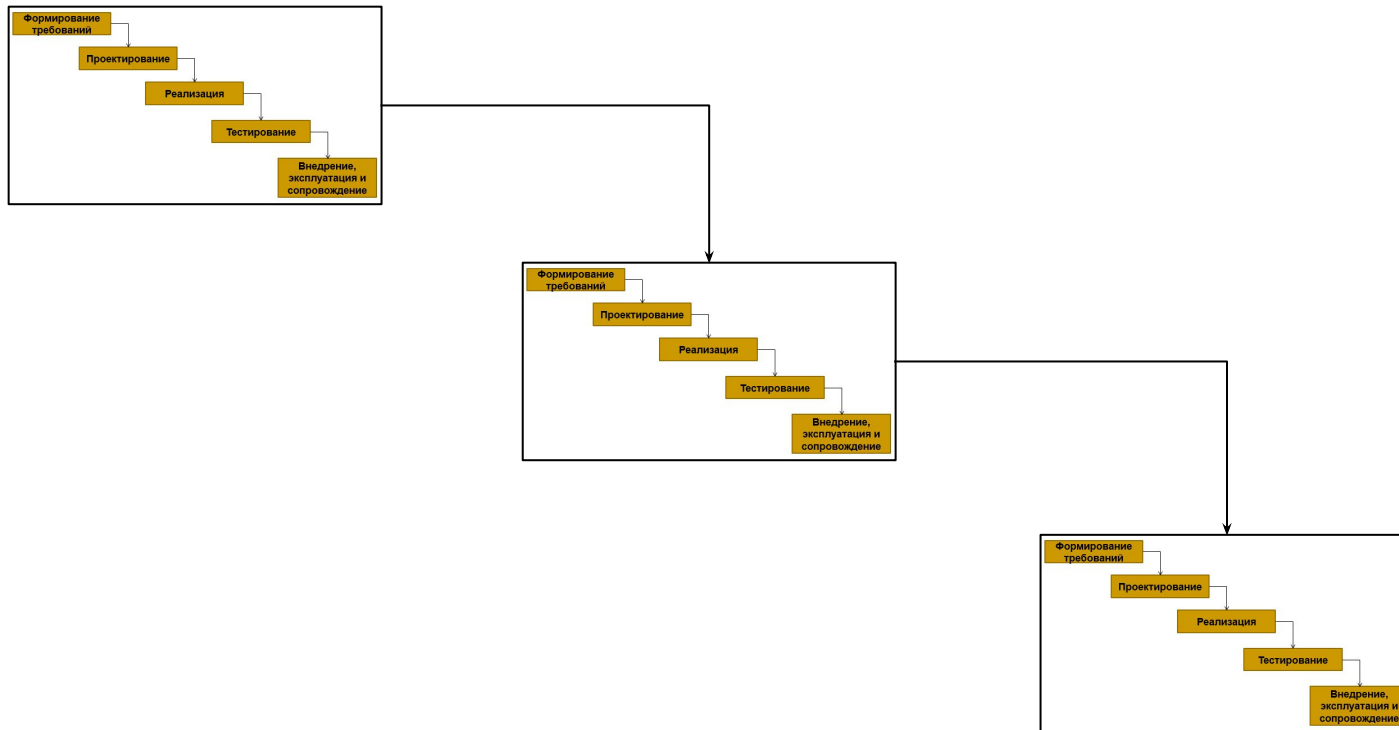 Формирование
требований
Проектирование
Реализация
Тестирование
Внедрение,
эксплуатация и
сопровождение
Формирование
требований
Проектирование
Реализация
Тестирование
Внедрение,
эксплуатация и
сопровождение
Формирование
требований
Проектирование
Реализация
Тестирование
Внедрение,
эксплуатация и
сопровождение